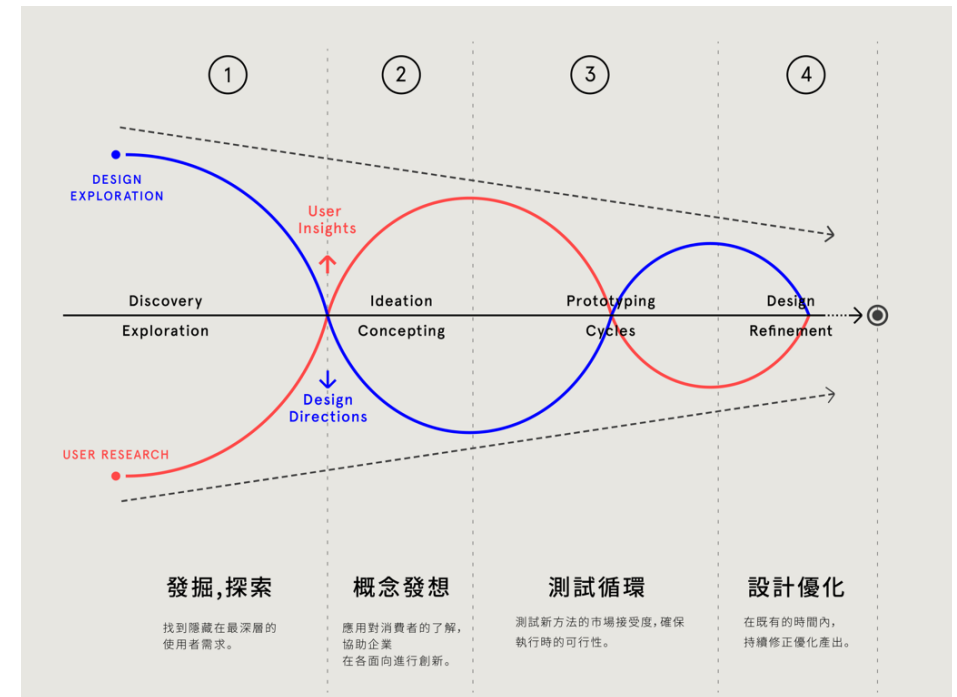 1
2
3
4
DESIGN
EXPLORATION
User
Insights
Discovery
Exploration
Ideation
Concepting
Prototyping
Cycles
Design
Refinement
Design
Directions
USER RESEARCH
發掘,探索
找到隱藏在最深層的
使用者需求。
概念發想
應用對消費者的了解,
協助企業
在各面向進行創新。
測試循環
測試新方法的市場接受度,確保
執行時的可行性。
設計優化
在既有的時間內,
持續修正優化產出。